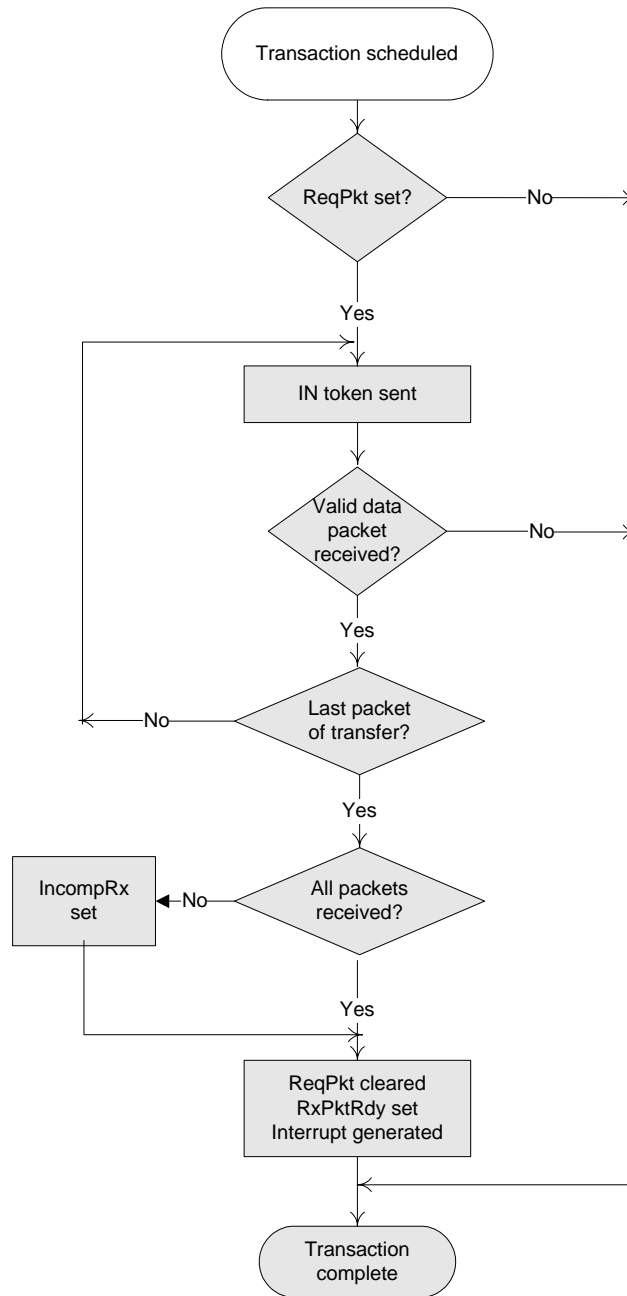 Transaction scheduled
ReqPkt set?
No
Yes
IN token sent
Valid data
packet
received?
No
Yes
Last packet
of transfer?
No
Yes
All packets
received?
No
IncompRx
set
Yes
ReqPkt cleared
RxPktRdy set
Interrupt generated
Transaction
complete